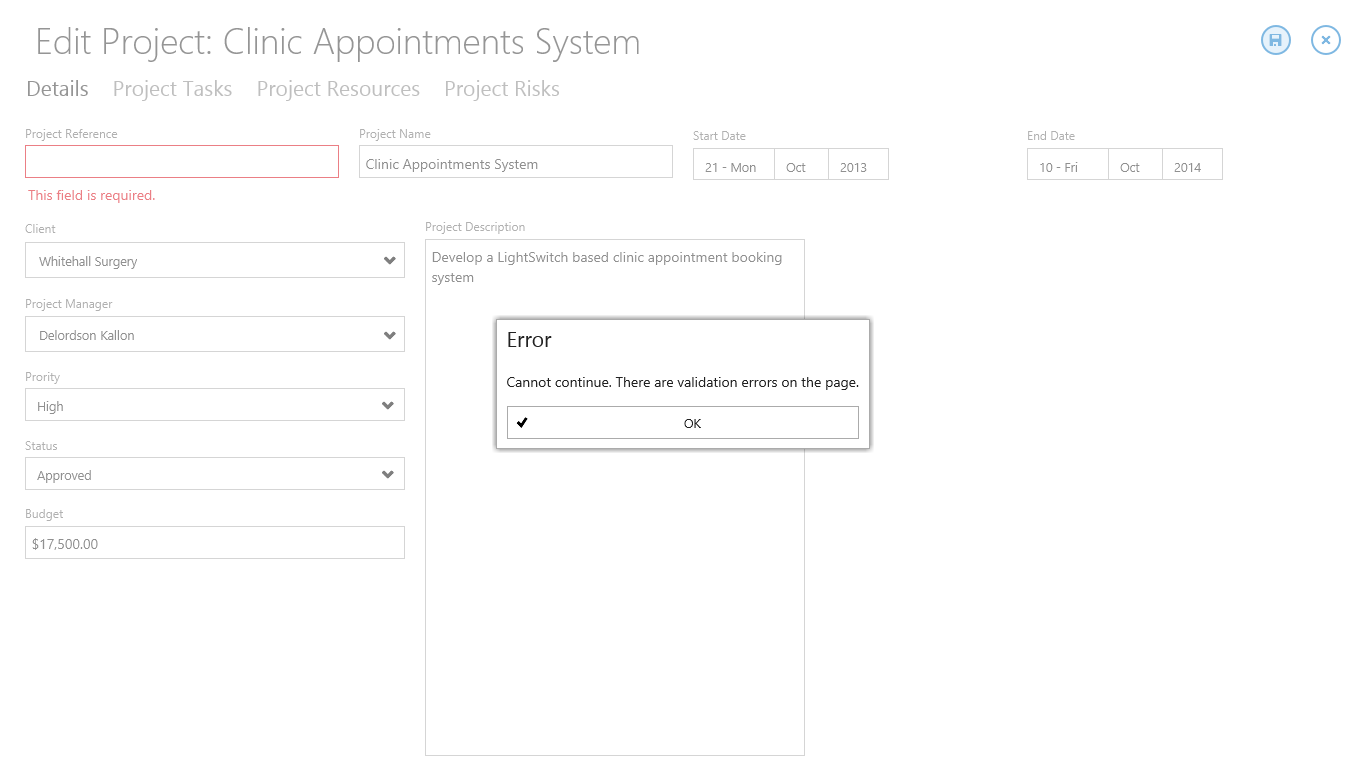 Edit Project: Clinic Appointments System
Details Project Tasks Project Resources Project Risks
Project Reference
Project Name
Clinic Appointments System
Start Date
21 - Mon Oct 2013
End Date
10 - Fri Oct 2014
This field is required.
Client
Whitehall Surgery
Project Manager
Delordson Kallon
Prority
High
Status
Approved
Budget
$17,500.00
Project Description
Develop a LightSwitch based clinic appointment booking
system
Error
Cannot continue. There are validation errors on the page.
OK